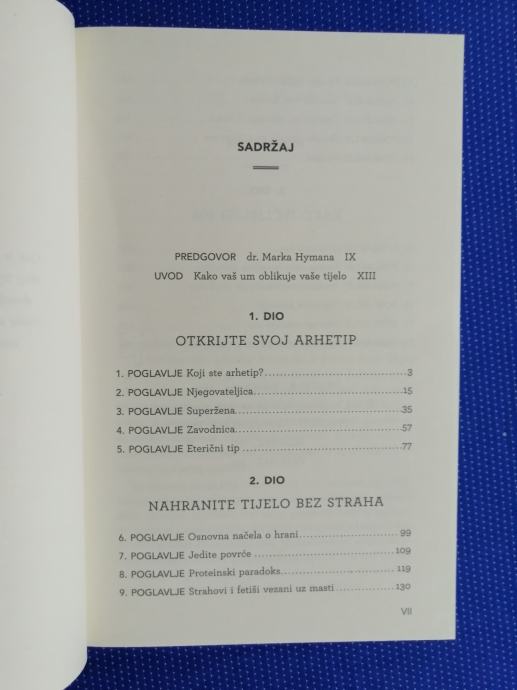 SADRŽAJ
PREDGOVOR dr. Marka Hymana IX
UVOD Kako vaš um oblikuje vaše tijelo XIII
1. DIO
OTKRIJTE SVOJ ARHETIP
1. POGLAVLJE Koji ste arhetip?........................................3
2. POGLAVLJE Njegovateljica............................................15
3. POGLAVLJE Superžena................................................35
4. POGLAVLJE Zavodnica................................................57
5. POGLAVLJE Eterični tip ..............................................77
2. DIO
NAHRANITE TIJELO BEZ STRAHA
6. POGLAVLJE Osnovna načela o hrani..............................99
7. POGLAVLJE Jedite povrće ..........................................109
8. POGLAVLJE Proteinski paradoks..................................119
9. POGLAVLJE Strahovi i fetiši vezani uz masti ..................130
VII